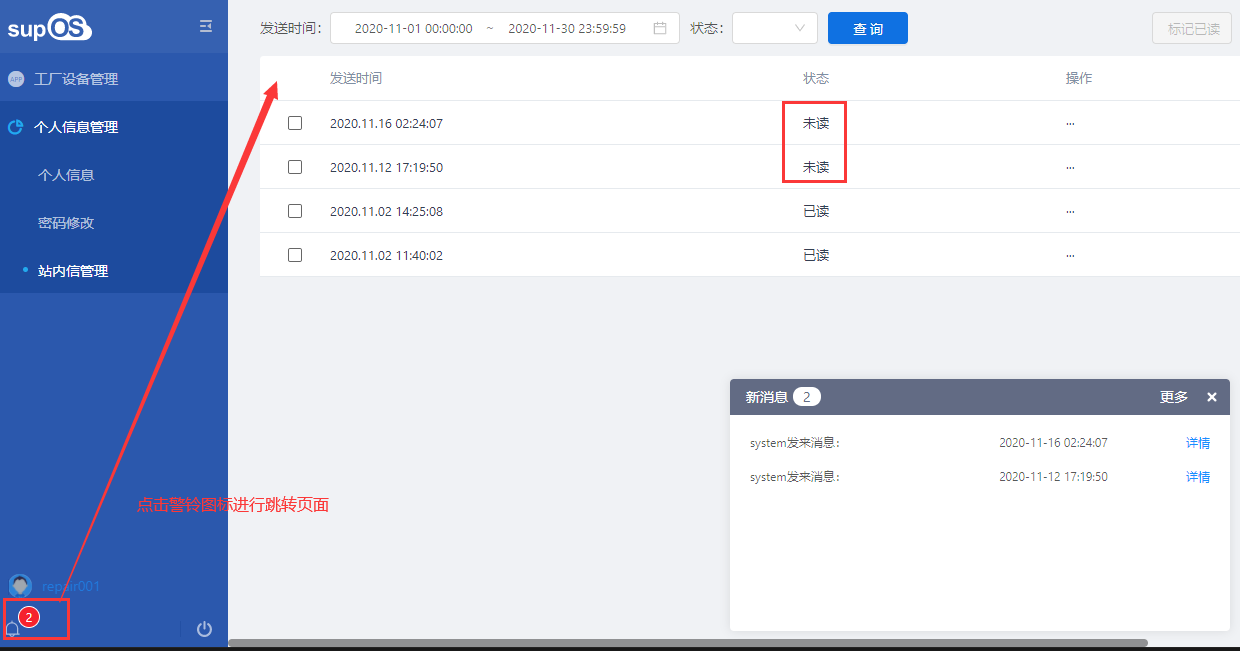 supOS
工厂设备管理
个人信息管理
个人信息
密码修改
站内信管理
发送时间： 2020-11-01 00:00:00 ~ 2020-11-30 23:59:59 状态： 查 询 标记已读
发送时间 状态 操作
2020.11.16 02:24:07 未读 ...
2020.11.12 17:19:50 未读 ...
2020.11.02 14:25:08 已读 ...
2020.11.02 11:40:02 已读 ...
新消息 2 更多 ×
system发来消息： 2020-11-16 02:24:07 详情
system发来消息： 2020-11-12 17:19:50 详情
点击警铃图标进行跳转页面
repair001
2
APP